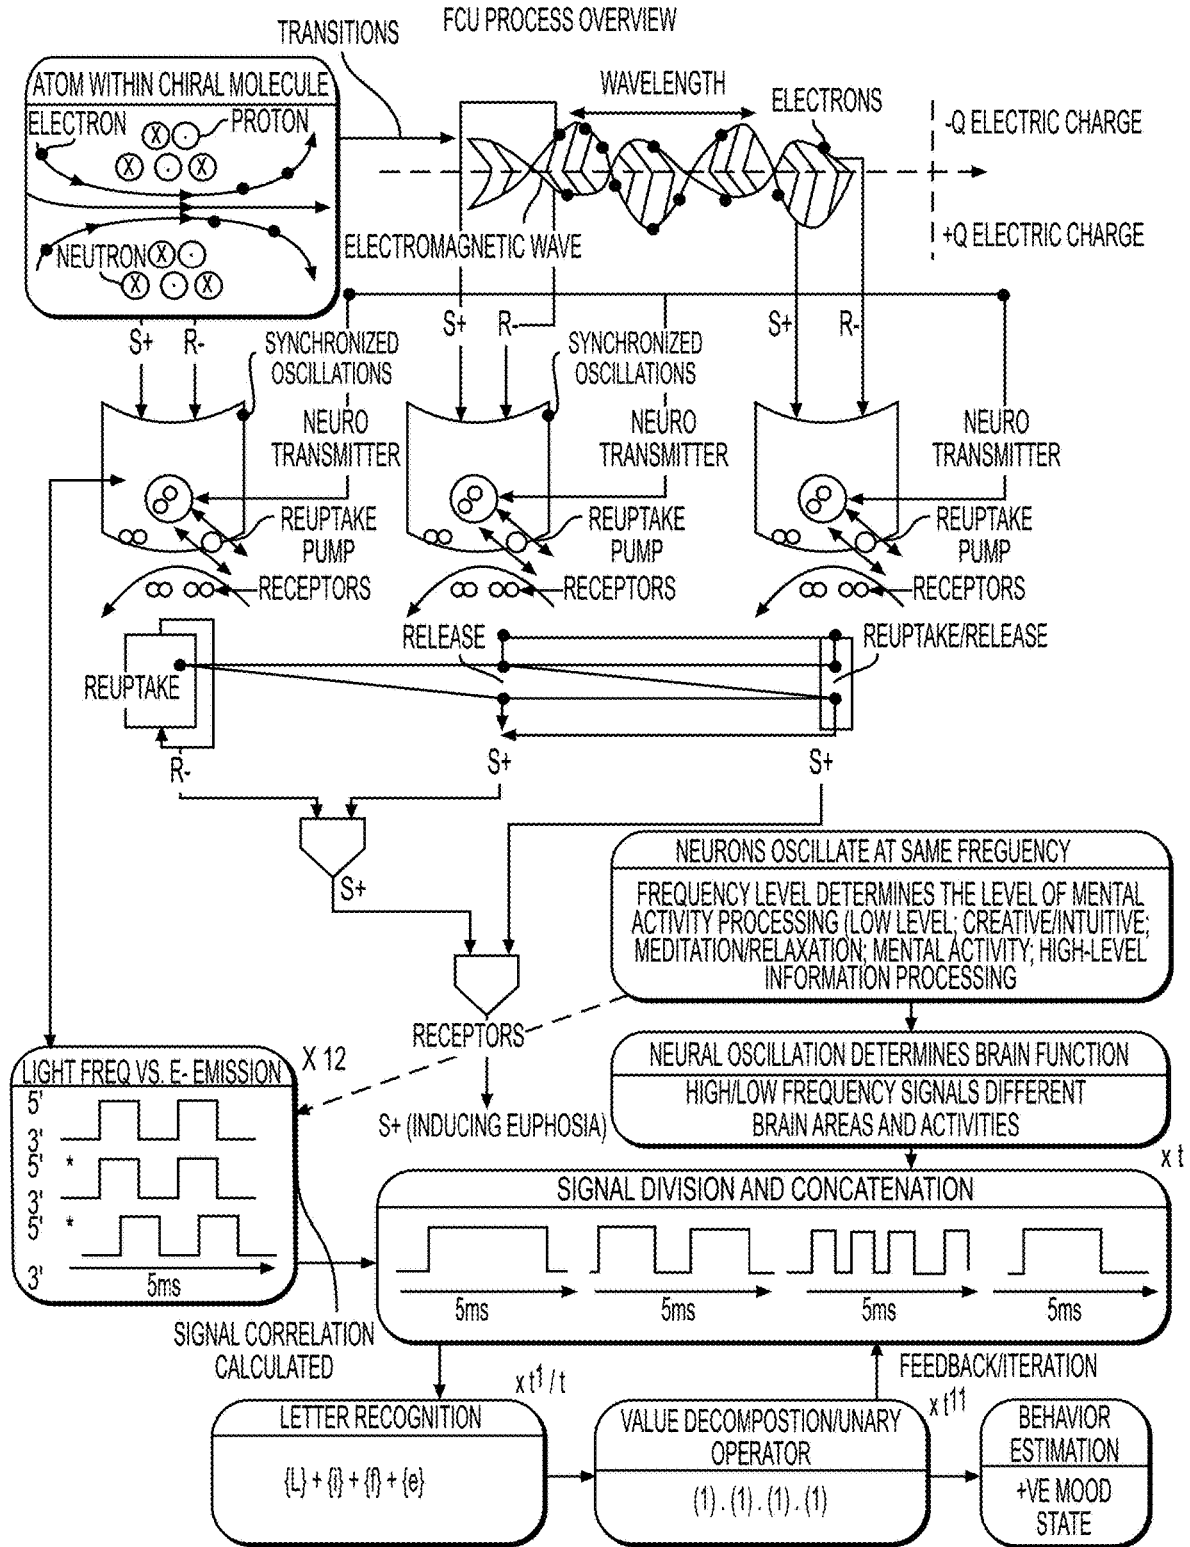 FCU PROCESS OVERVIEW
TRANSITIONS
ATOM WITHIN CHIRAL MOLECULE
ELECTRON
PROTON
NEUTRON
WAVELENGTH
ELECTRONS
-Q ELECTRIC CHARGE
+Q ELECTRIC CHARGE
ELECTROMAGNETIC WAVE
S+
R-
S+
R-
S+
R-
SYNCHRONIZED
OSCILLATIONS
SYNCHRONIZED
OSCILLATIONS
NEURO
TRANSMITTER
NEURO
TRANSMITTER
NEURO
TRANSMITTER
REUPTAKE
PUMP
REUPTAKE
PUMP
REUPTAKE
PUMP
RECEPTORS
RECEPTORS
RECEPTORS
REUPTAKE
RELEASE
REUPTAKE/RELEASE
R-
S+
S+
S+
NEURONS OSCILLATE AT SAME FREGUENCY
FREQUENCY LEVEL DETERMINES THE LEVEL OF MENTAL
ACTIVITY PROCESSING (LOW LEVEL; CREATIVE/INTUITIVE;
MEDITATION/RELAXATION; MENTAL ACTIVITY; HIGH-LEVEL
INFORMATION PROCESSING
RECEPTORS
S+ (INDUCING EUPHOSIA)
NEURAL OSCILLATION DETERMINES BRAIN FUNCTION
HIGH/LOW FREQUENCY SIGNALS DIFFERENT
BRAIN AREAS AND ACTIVITIES
LIGHT FREQ VS. E- EMISSION
X 12
5'
3'
5' *
3'
5' *
3'
5ms
SIGNAL CORRELATION
CALCULATED
x t
SIGNAL DIVISION AND CONCATENATION
5ms
5ms
5ms
5ms
FEEDBACK/ITERATION
x t1 / t
LETTER RECOGNITION
{L} + {i} + {f} + {e}
x t11
VALUE DECOMPOSTION/UNARY
OPERATOR
(1) . (1) . (1) . (1)
BEHAVIOR
ESTIMATION
+VE MOOD
STATE